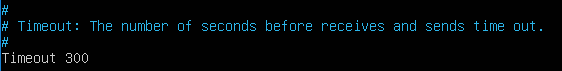 #
# Timeout: The number of seconds before receives and sends time out.
#
Timeout 300